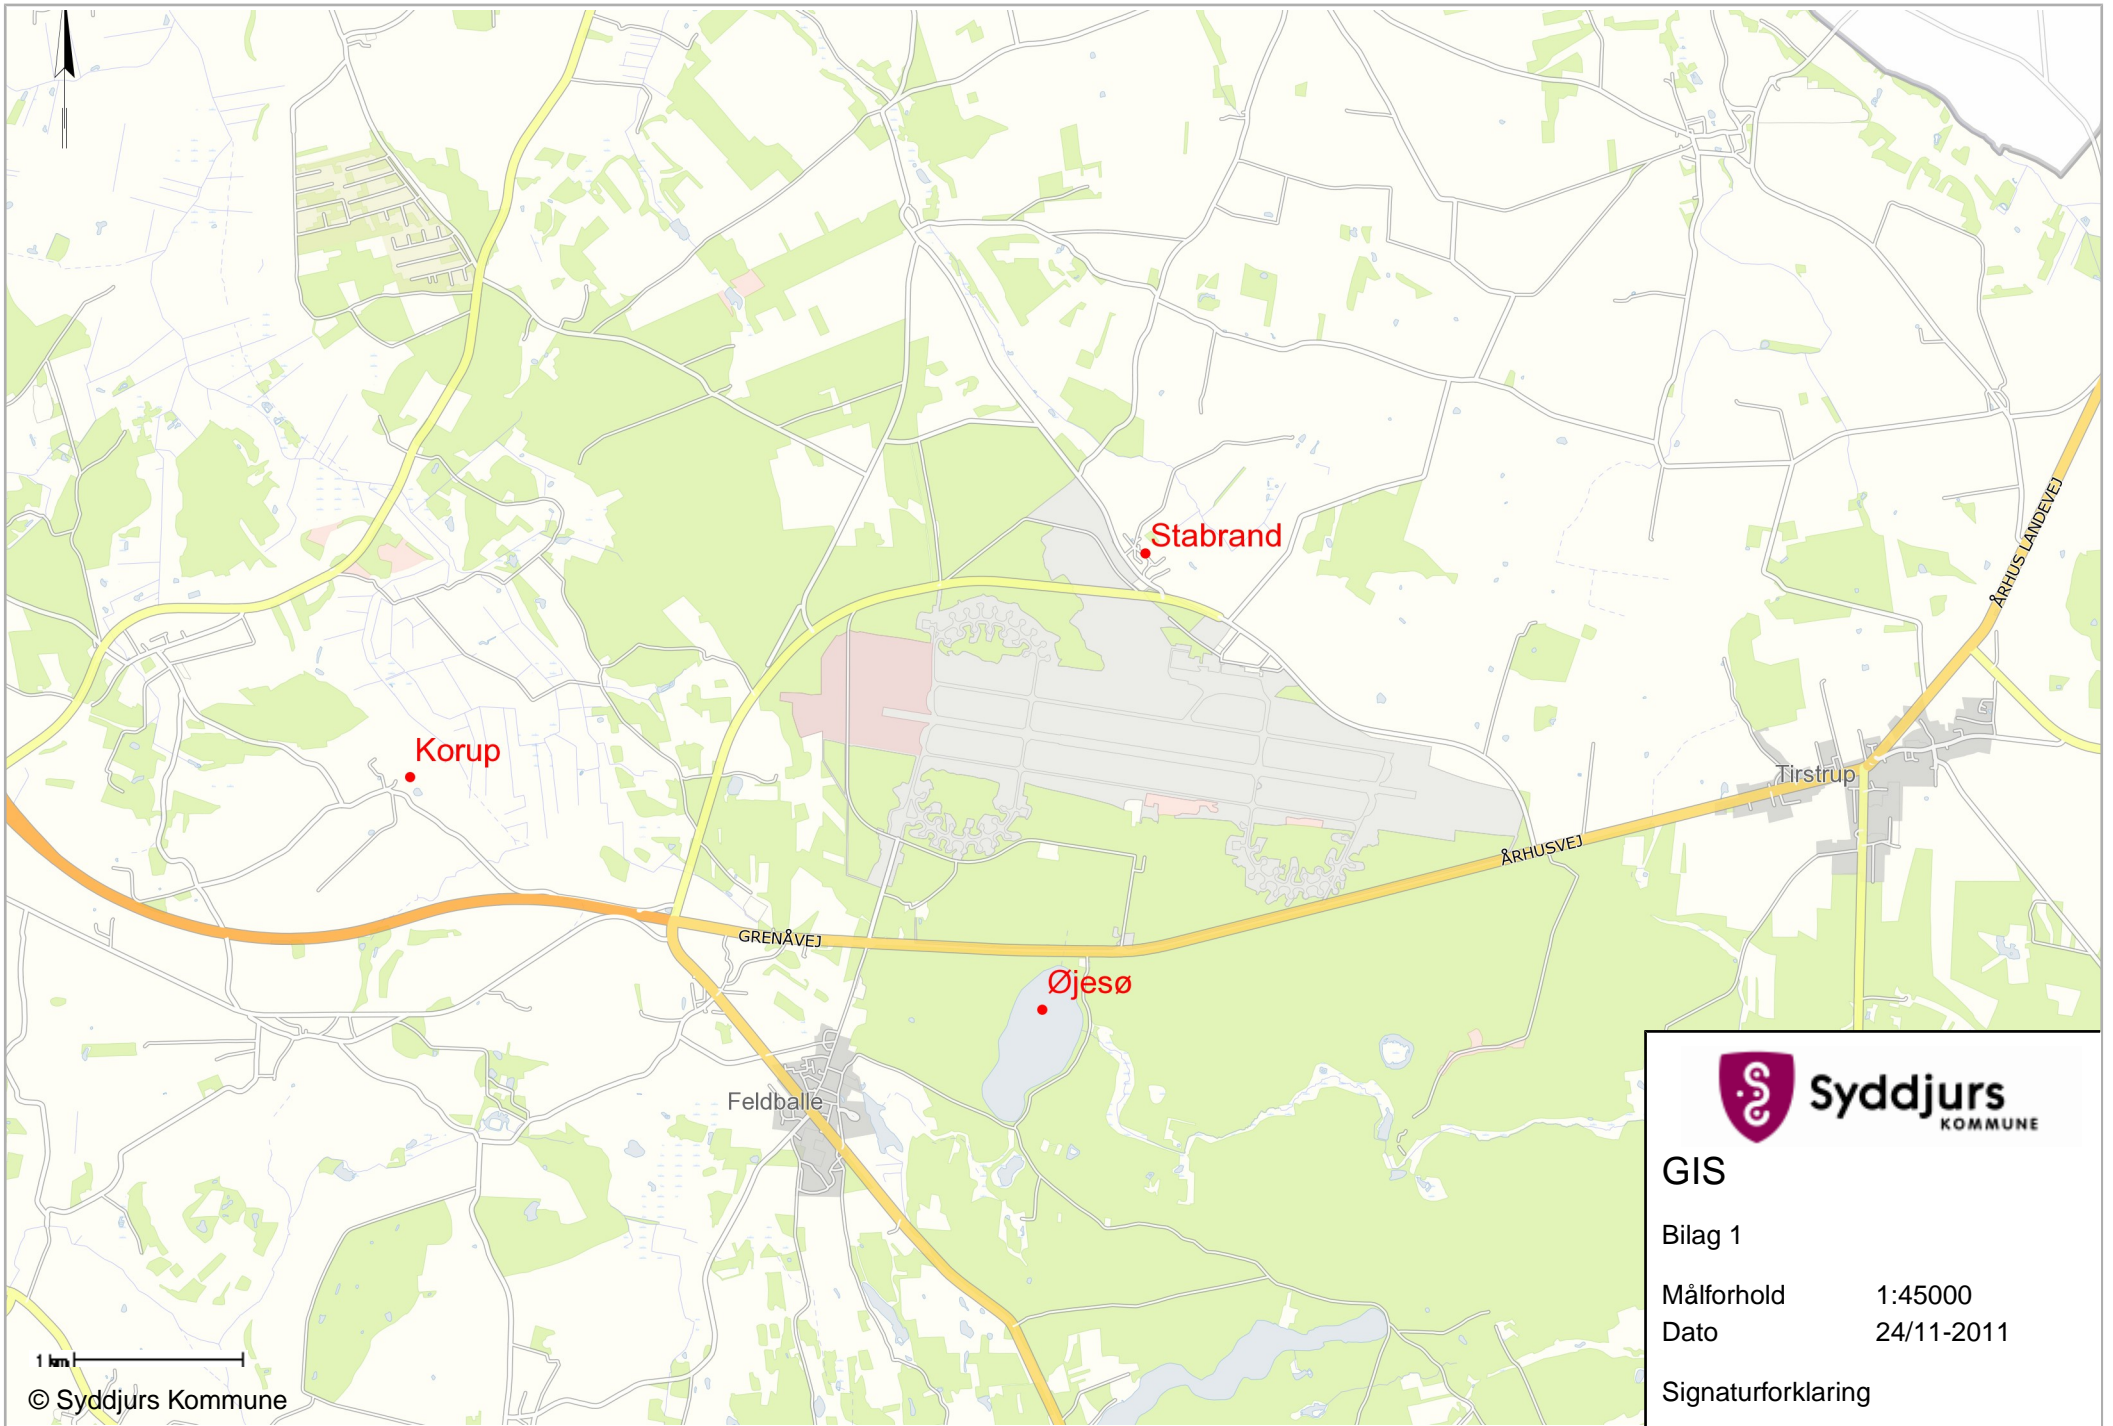 Stabrand
ÅRHUS LANDEVEJ
Korup
Tirstrup
ÅRHUSVEJ
GRENÅVEJ
Øjesø
Feldballe
Syddjurs
KOMMUNE
GIS
Bilag 1
Målforhold 1:45000
Dato 24/11-2011
Signaturforklaring
1 km
© Syddjurs Kommune